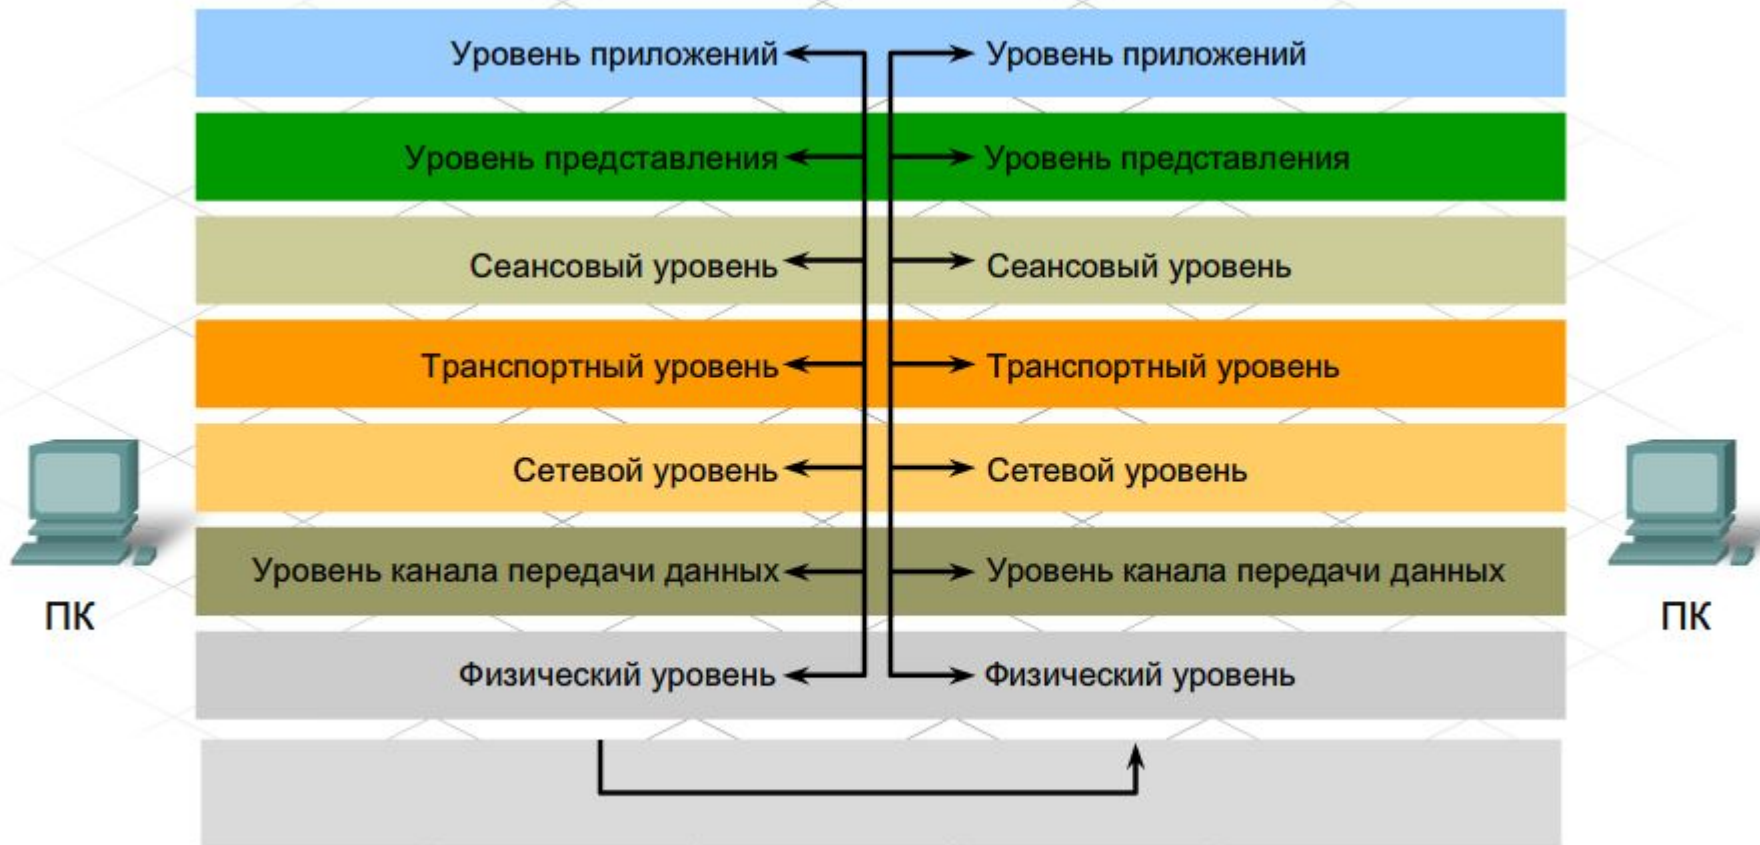 Уровень приложений Уровень приложений
Уровень представления Уровень представления
Сеансовый уровень Сеансовый уровень
Транспортный уровень Транспортный уровень
Сетевой уровень Сетевой уровень
Уровень канала передачи данных Уровень канала передачи данных
ПК ПК
Физический уровень Физический уровень